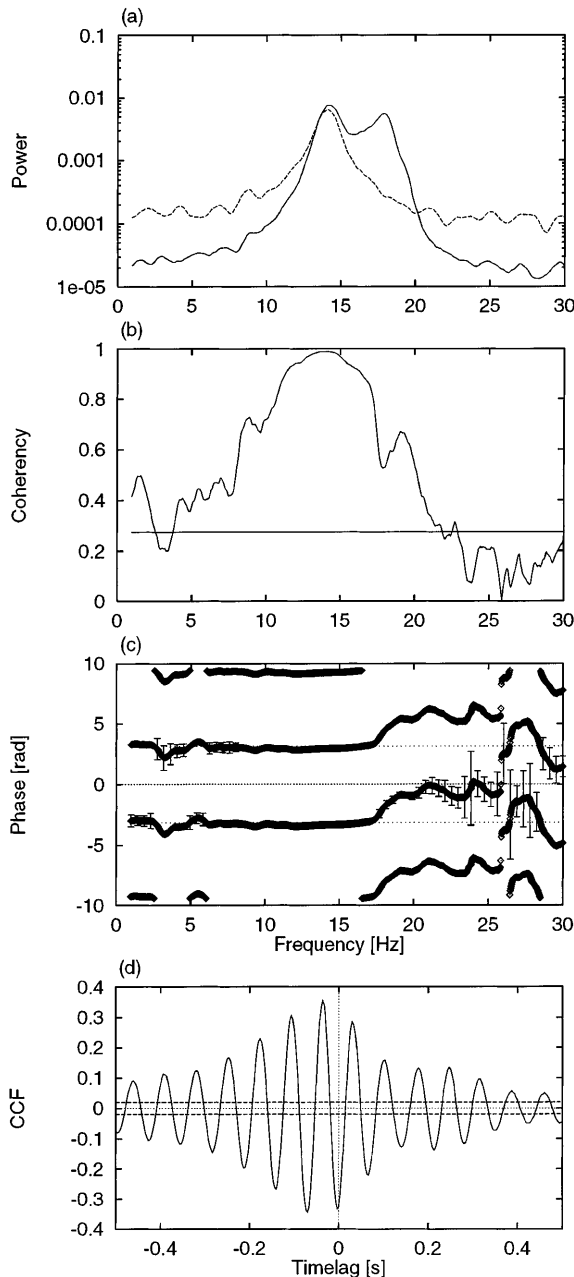 (a)
0.1
0.01
0.001
0.0001
1e-05
Power
0 5 10 15 20 25 30
(b)
1
0.8
0.6
0.4
0.2
0
Coherency
0 5 10 15 20 25 30
(c)
10
5
0
-5
-10
Phase [rad]
0 5 10 15 20 25 30
Frequency [Hz]
(d)
0.4
0.3
0.2
0.1
0
-0.1
-0.2
-0.3
-0.4
CCF
-0.4 -0.2 0 0.2 0.4
Timelag [s]